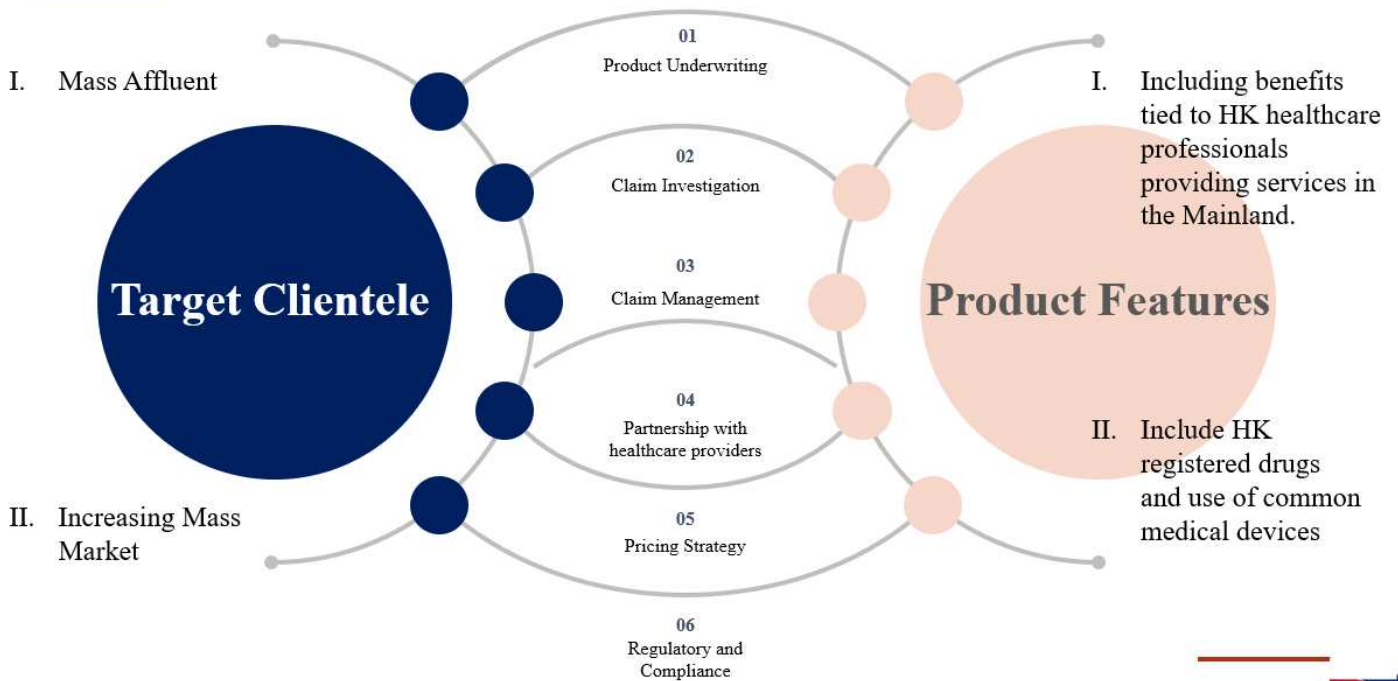 I. Mass Affluent
Target Clientele
II. Increasing Mass
Market
01
Product Underwriting
02
Claim Investigation
03
Claim Management
04
Partnership with
healthcare providers
05
Pricing Strategy
06
Regulatory and
Compliance
I. Including benefits
tied to HK healthcare
professionals
providing services in
the Mainland.
Product Features
II. Include HK
registered drugs
and use of common
medical devices